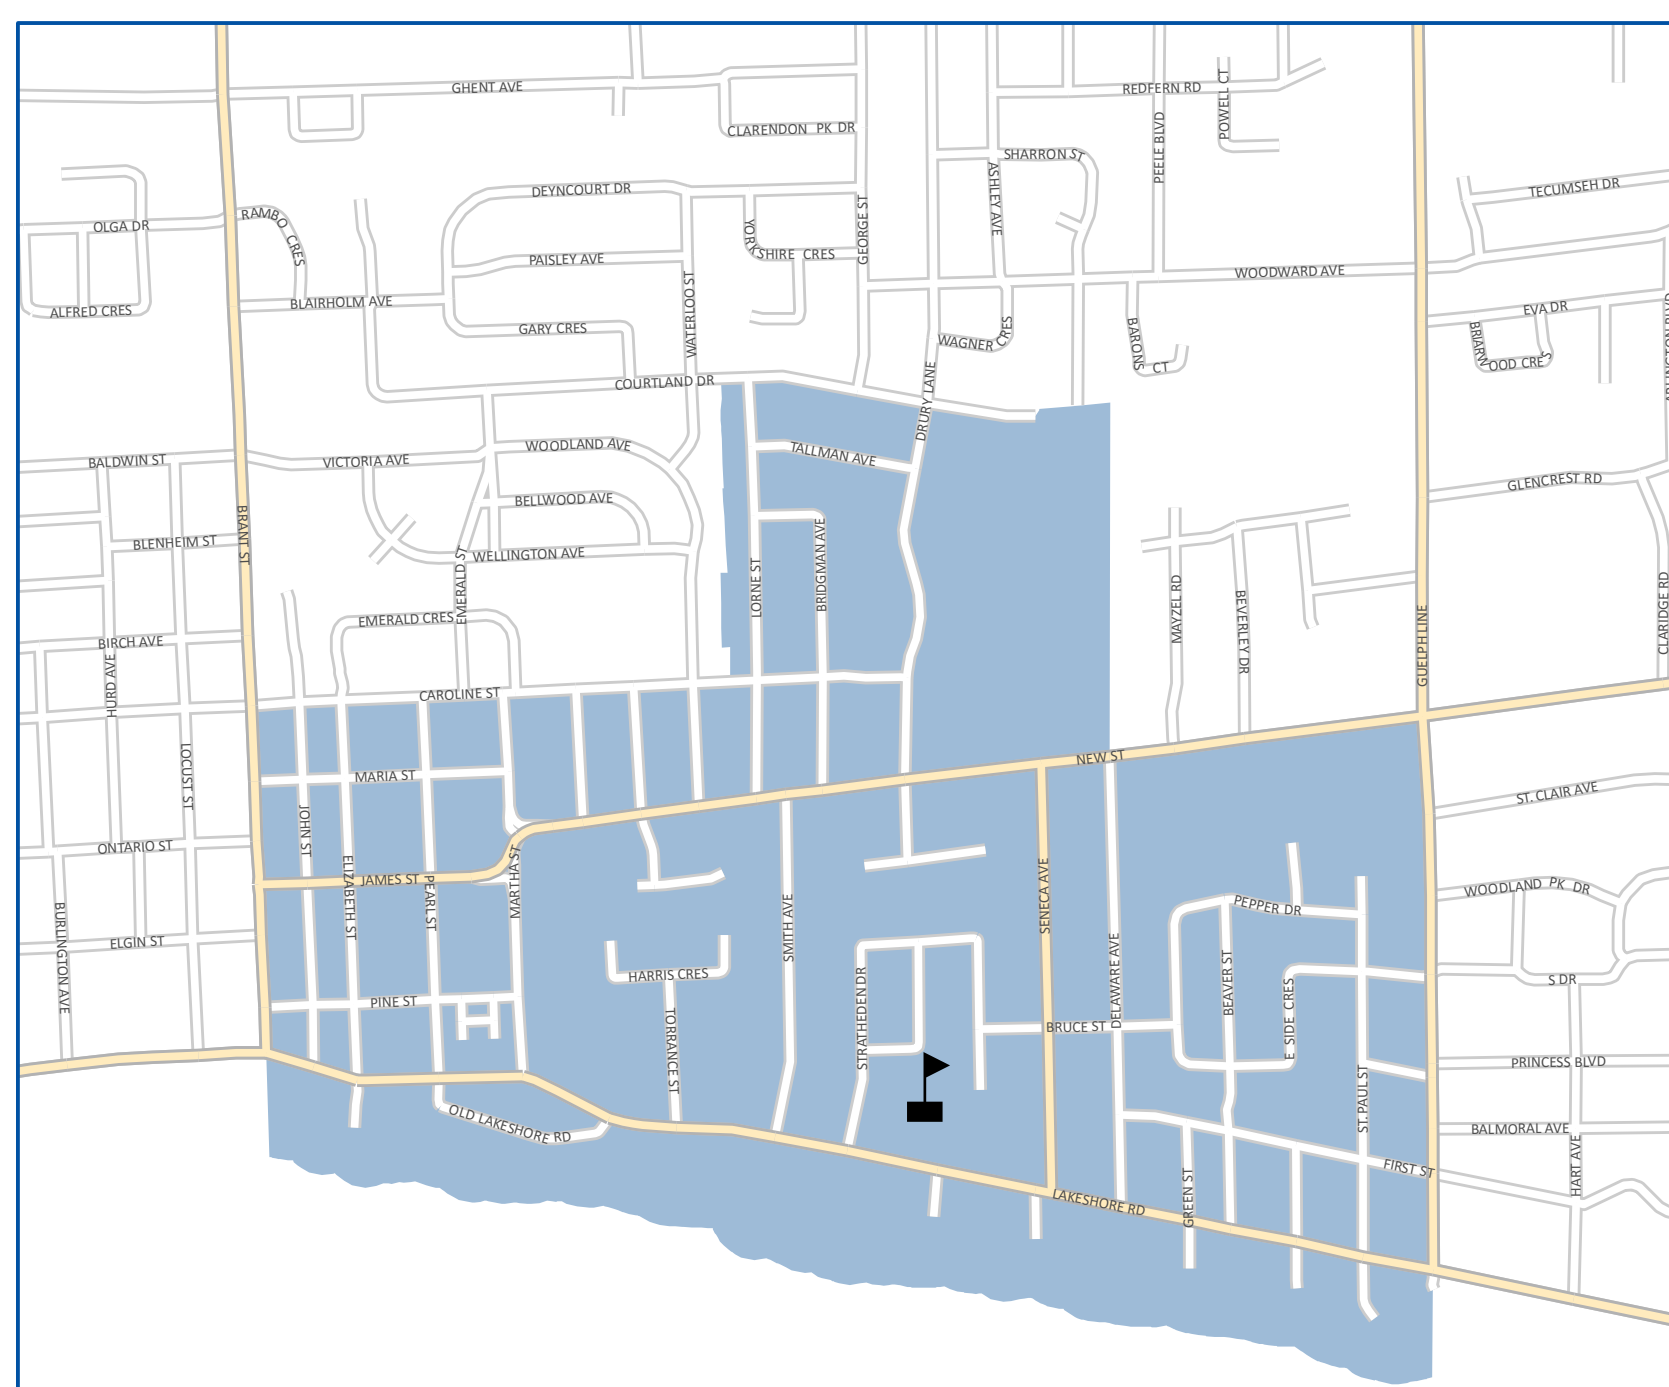 GHENT AVE
REDFERN RD
POWELL CT
CLARENDON PK DR
PEELE BLVD
SHARRON ST
ASHLEY AVE
TECUMSEH DR
DEYNCOURT DR
OLGA DR
RAMBO CRES
YORKSHIRE CRES
GEORGE ST
PAISLEY AVE
WOODWARD AVE
ALFRED CRES
BLAIRHOLM AVE
WATERLOO ST
EVA DR
GARY CRES
WAGNER CRES
BARONS CT
BRIARWOOD CRES
COURTLAND DR
DRURY LANE
BALDWIN ST
VICTORIA AVE
WOODLAND AVE
TALLMAN AVE
GLENCREST RD
BELLWOOD AVE
BRANT ST
BLENHEIM ST
WELLINGTON AVE
EMERALD ST
LORNE ST
BRIDGMAN AVE
MAYZEL RD
BEVERLEY DR
GUELPH LINE
CLARIDGE RD
EMERALD CRES
BIRCH AVE
HURD AVE
CAROLINE ST
LOCUST ST
MARIA ST
NEW ST
ST. CLAIR AVE
JOHN ST
ONTARIO ST
ELIZABETH ST
JAMES ST
PEARL ST
MARTHA ST
SMITH AVE
SENECA AVE
PEPPER DR
WOODLAND PK DR
BURLINGTON AVE
ELGIN ST
HARRIS CRES
STRATHEDEN DR
DELAWARE AVE
BEAVER ST
E SIDE CRES
S DR
PINE ST
TORRANCE ST
BRUCE ST
PRINCESS BLVD
ST. PAUL ST
OLD LAKESHORE RD
BALMORAL AVE
HART AVE
FIRST ST
GREEN ST
LAKESHORE RD